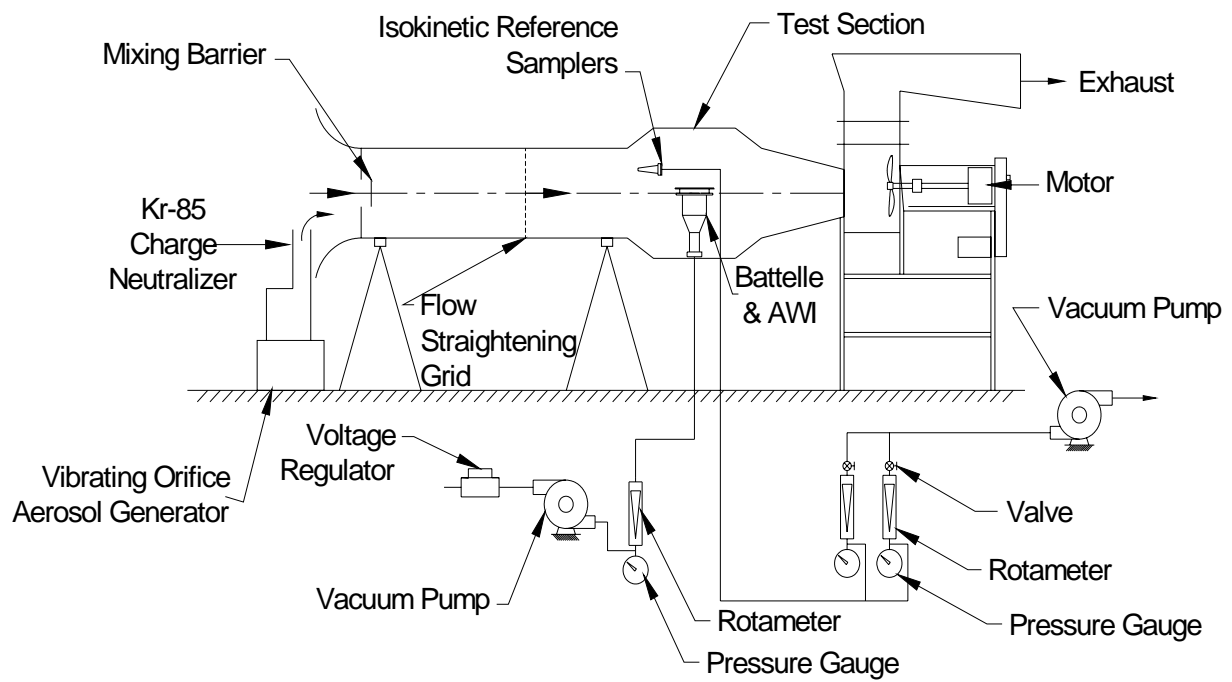 Isokinetic Reference
Samplers
Test Section
Mixing Barrier
Exhaust
Motor
Kr-85
Charge
Neutralizer
Battelle
& AWI
Flow
Straightening
Grid
Vacuum Pump
Voltage
Regulator
Vibrating Orifice
Aerosol Generator
Valve
Rotameter
Vacuum Pump
Rotameter
Pressure Gauge
Pressure Gauge